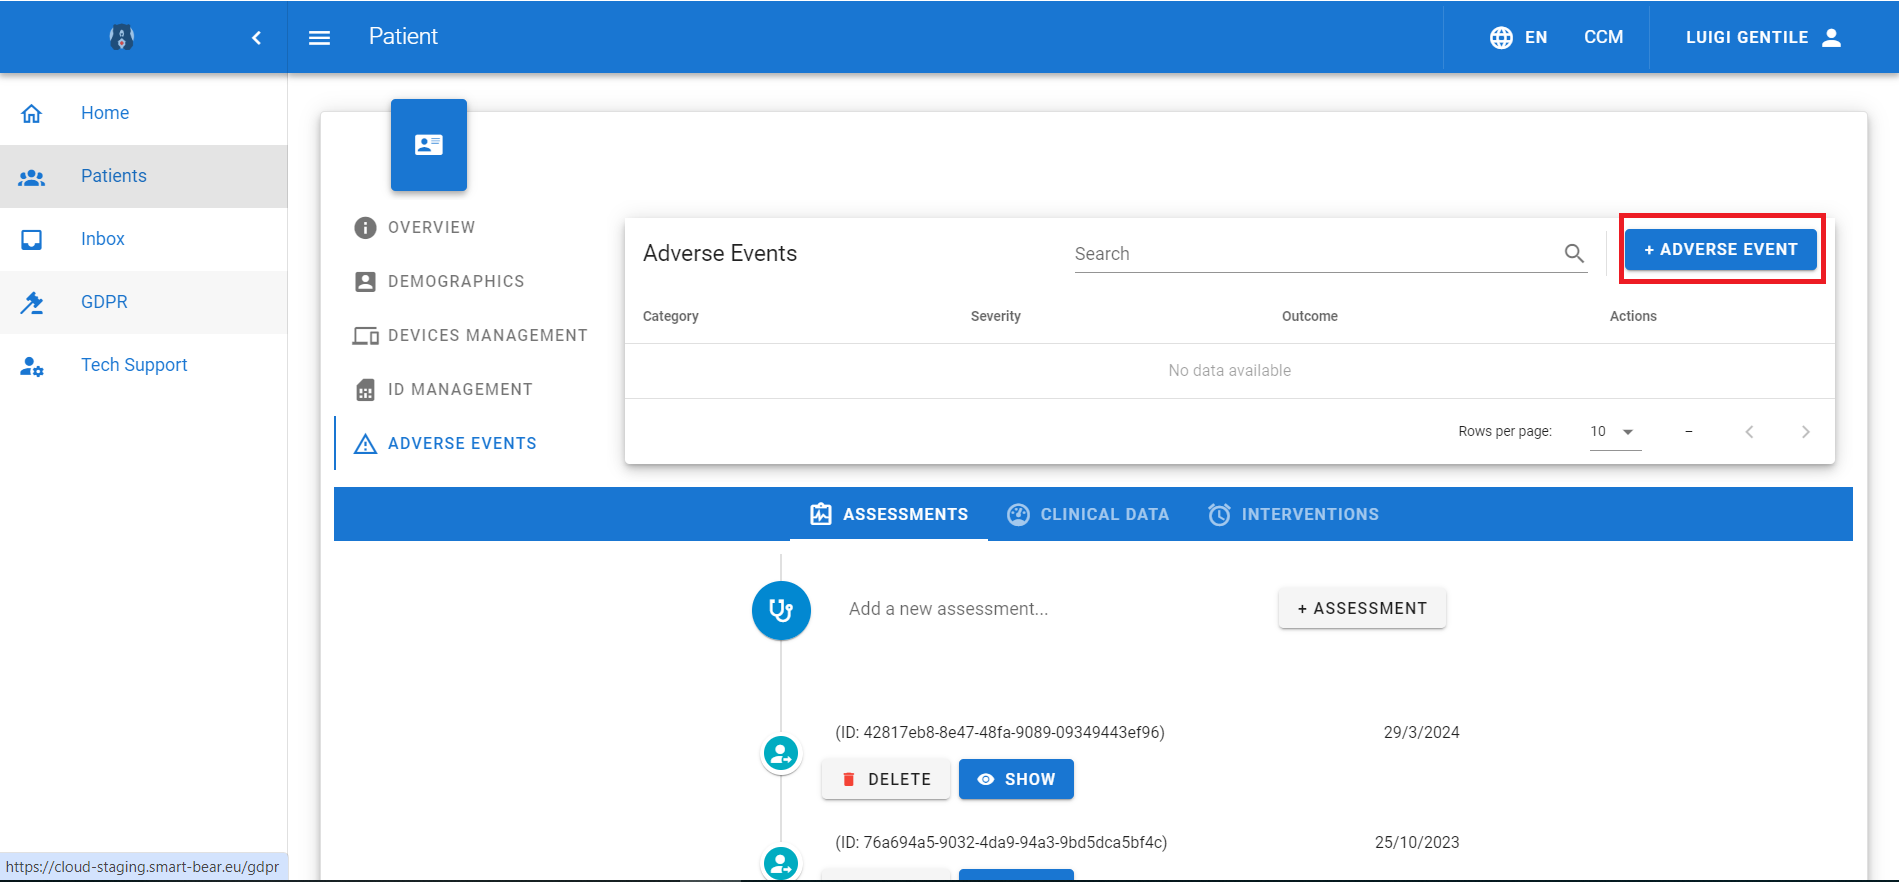 Patient
EN
CCM
LUIGI GENTILE
Home
Patients
Inbox
GDPR
Tech Support
OVERVIEW
DEMOGRAPHICS
DEVICES MANAGEMENT
ID MANAGEMENT
ADVERSE EVENTS
Adverse Events
Search
+ ADVERSE EVENT
Category Severity Outcome Actions
No data available
Rows per page: 10 –
ASSESSMENTS CLINICAL DATA INTERVENTIONS
Add a new assessment...
+ ASSESSMENT
(ID: 42817eb8-8e47-48fa-9089-09349443ef96) 29/3/2024
DELETE SHOW
(ID: 76a694a5-9032-4da9-94a3-9bd5dca5bf4c) 25/10/2023
https://cloud-staging.smart-bear.eu/gdpr